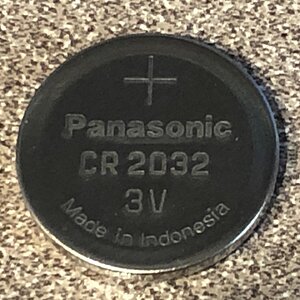 +
Panasonic
CR 2032
3V
Made in Indonesia